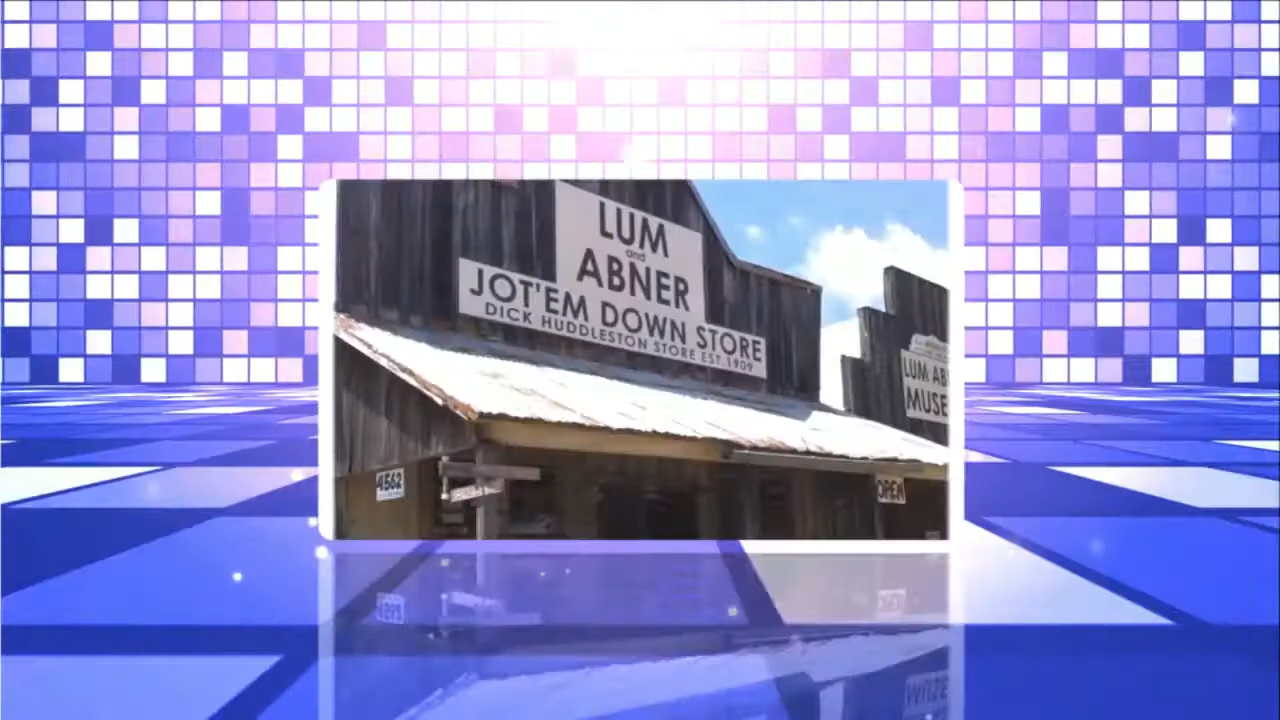 LUM
and
ABNER
JOT'EM DOWN STORE
DICK HUDDLESTON STORE EST 1909
LUM AB
MUSE
4562
OPEN